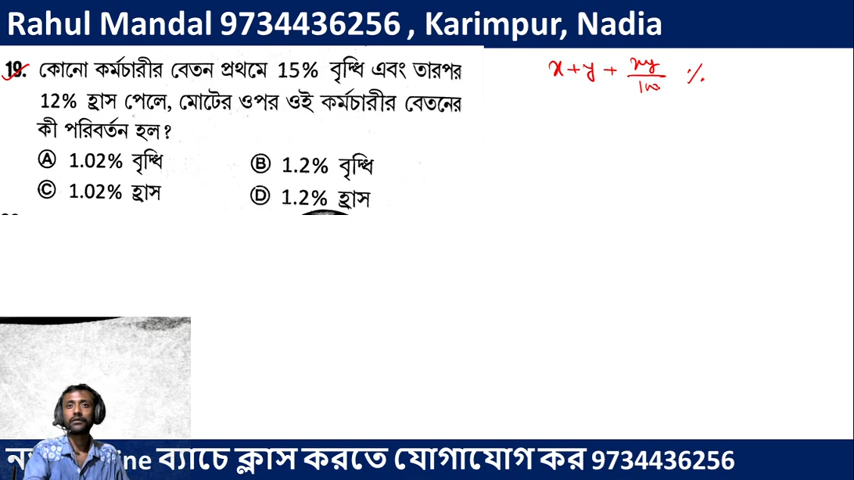 Rahul Mandal 9734436256 , Karimpur, Nadia
19. কোনো কর্মচারীর বেতন প্রথমে 15% বৃদ্ধি এবং তারপর
12% হ্রাস পেলে, মোটের ওপর ওই কর্মচারীর বেতনের
কী পরিবর্তন হল?
Ⓐ 1.02% বৃদ্ধি Ⓑ 1.2% বৃদ্ধি
Ⓒ 1.02% হ্রাস Ⓓ 1.2% হ্রাস
x + y + xy/100 %
ine ব্যাচে ক্লাস করতে যোগাযোগ কর 9734436256